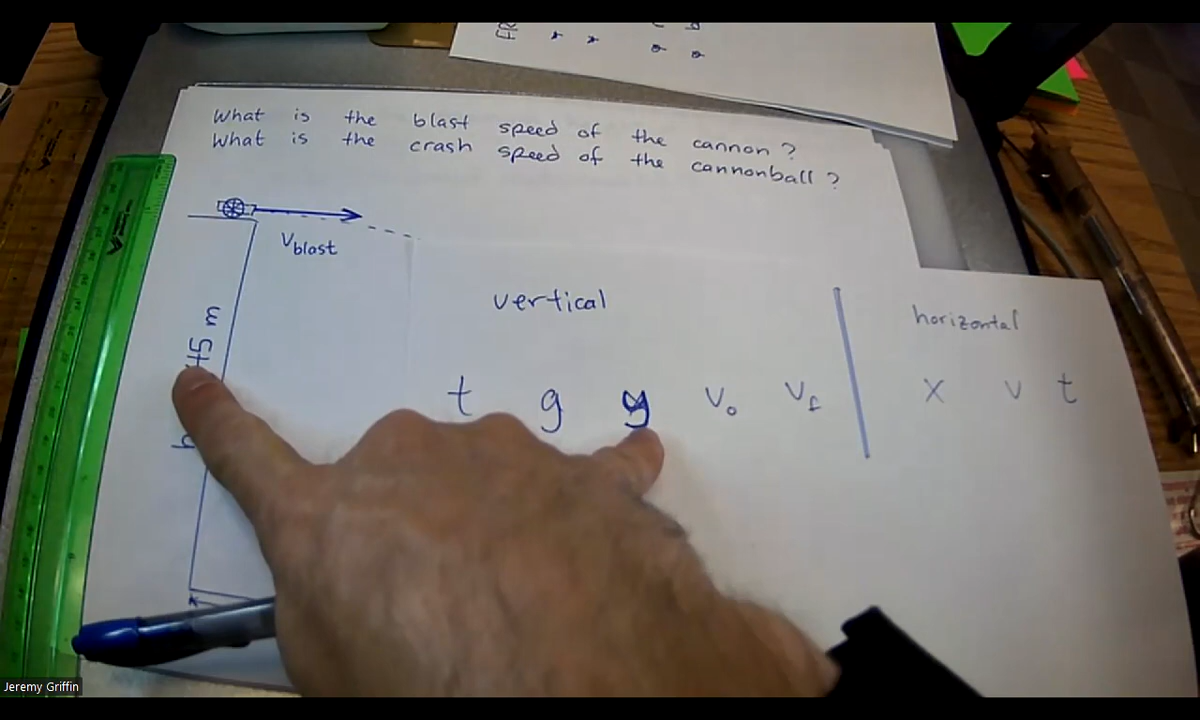 What is the blast speed of the cannon ?
What is the crash speed of the cannonball ?
Vblast
45 m
h
vertical
horizontal
t g y v₀ vf
x v t
Jeremy Griffin